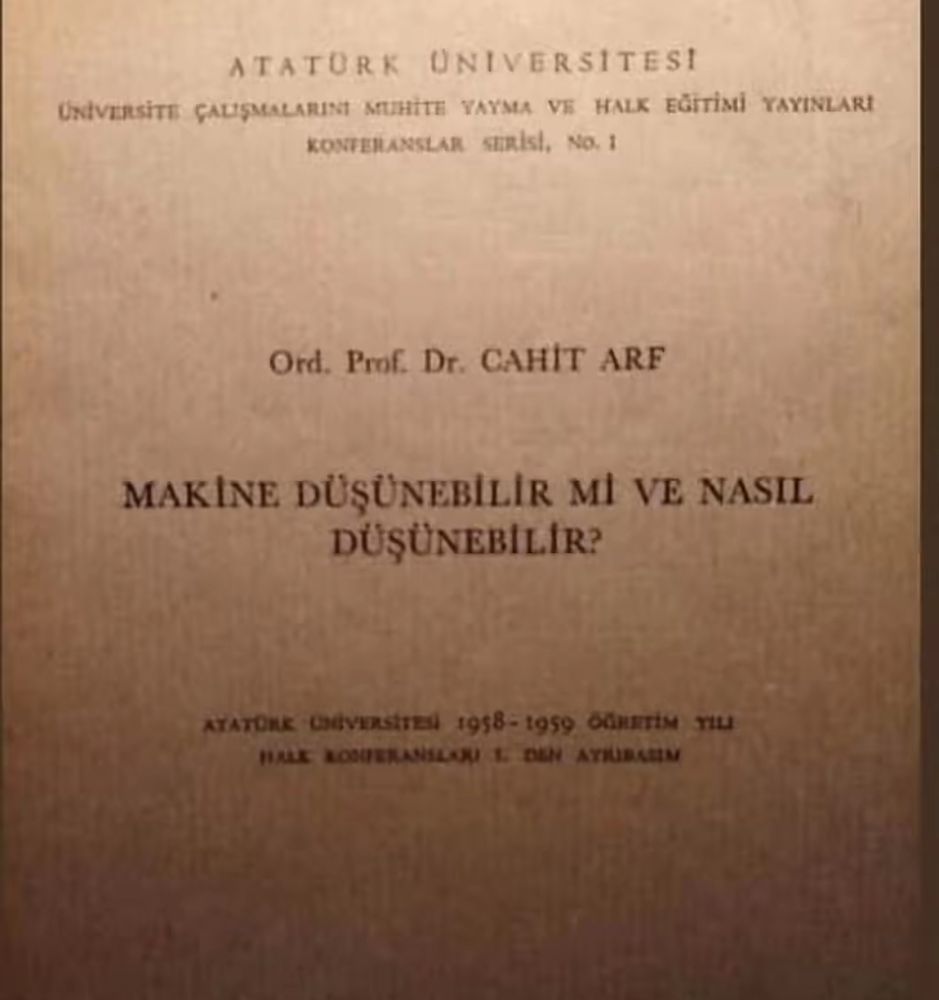 ATATÜRK ÜNİVERSİTESİ
ÜNİVERSİTE ÇALIŞMALARINI MUHİTE YAYMA VE HALK EĞİTİMİ YAYINLARI
KONFERANSLAR SERİSİ, No. 1
Ord. Prof. Dr. CAHİT ARF
MAKİNE DÜŞÜNEBİLİR Mİ VE NASIL
DÜŞÜNEBİLİR?
ATATÜRK ÜNİVERSİTESİ 1958-1959 ÖĞRETİM YILI
HALK KONFERANSLARI I. DEN AYRIBASIM